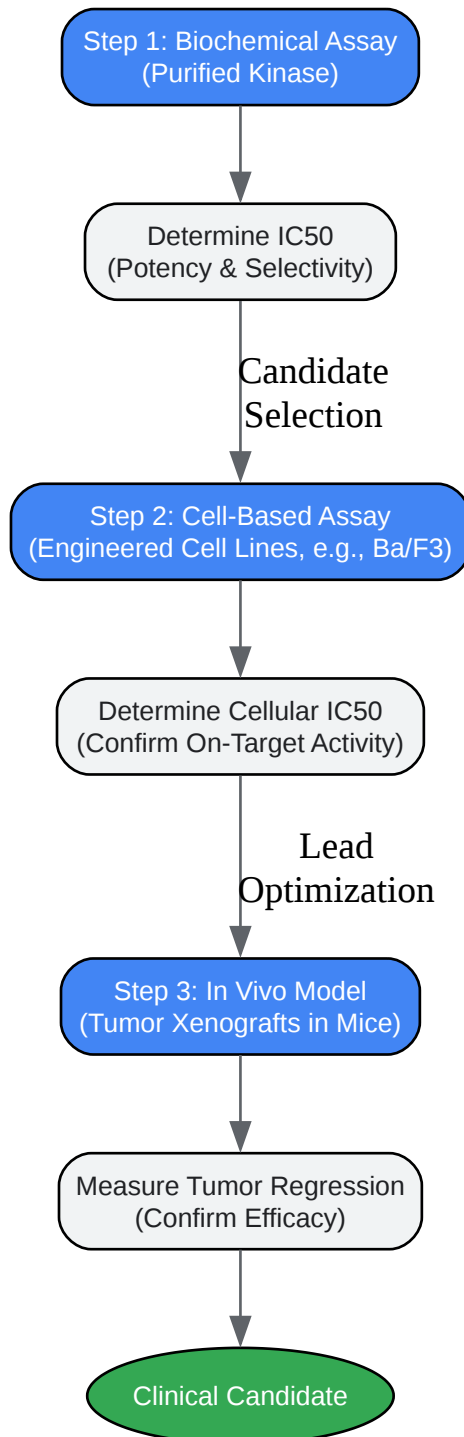 Step 1: Biochemical Assay
(Purified Kinase)
Determine IC50
(Potency & Selectivity)
Candidate
Selection
Step 2: Cell-Based Assay
(Engineered Cell Lines, e.g., Ba/F3)
Determine Cellular IC50
(Confirm On-Target Activity)
Lead
Optimization
Step 3: In Vivo Model
(Tumor Xenografts in Mice)
Measure Tumor Regression
(Confirm Efficacy)
Clinical Candidate